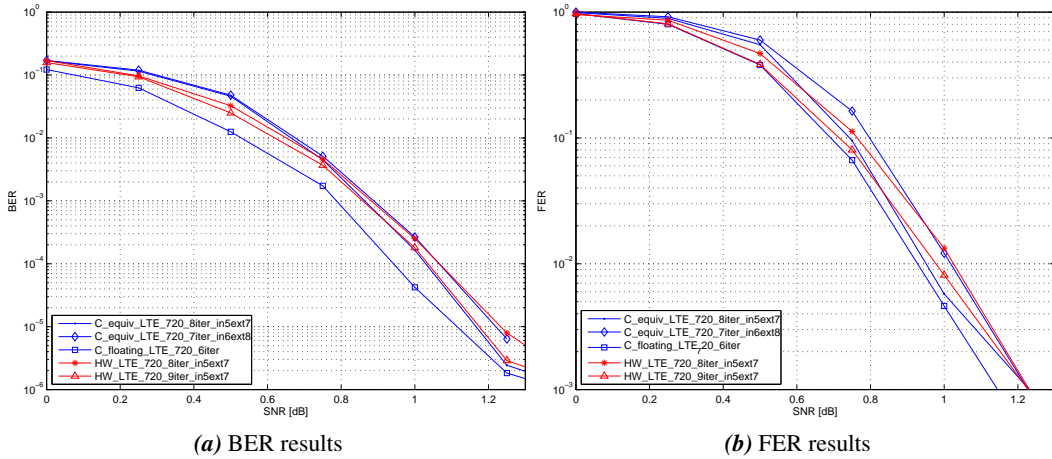 10^0
10^-1
10^-2
10^-3
10^-4
10^-5
10^-6
BER
0
0.2
0.4
0.6
0.8
1
1.2
SNR [dB]
C_equiv_LTE_720_8iter_in5ext7
C_equiv_LTE_720_7iter_in6ext8
C_floating_LTE_720_6iter
HW_LTE_720_8iter_in5ext7
HW_LTE_720_9iter_in5ext7
(a) BER results
10^0
10^-1
10^-2
10^-3
FER
0
0.2
0.4
0.6
0.8
1
1.2
SNR [dB]
C_equiv_LTE_720_8iter_in5ext7
C_equiv_LTE_720_7iter_in6ext8
C_floating_LTE_720_6iter
HW_LTE_720_8iter_in5ext7
HW_LTE_720_9iter_in5ext7
(b) FER results